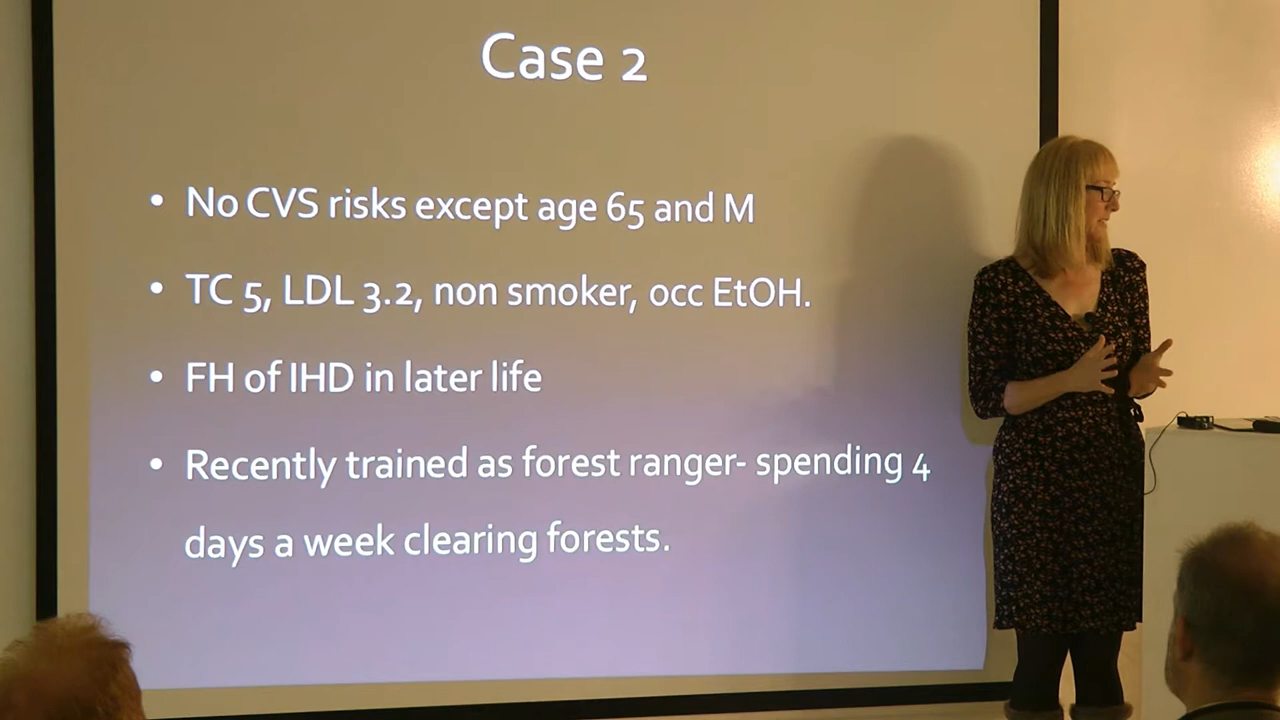 Case 2
• No CVS risks except age 65 and M
• TC 5, LDL 3.2, non smoker, occ EtOH.
• FH of IHD in later life
• Recently trained as forest ranger- spending 4
days a week clearing forests.